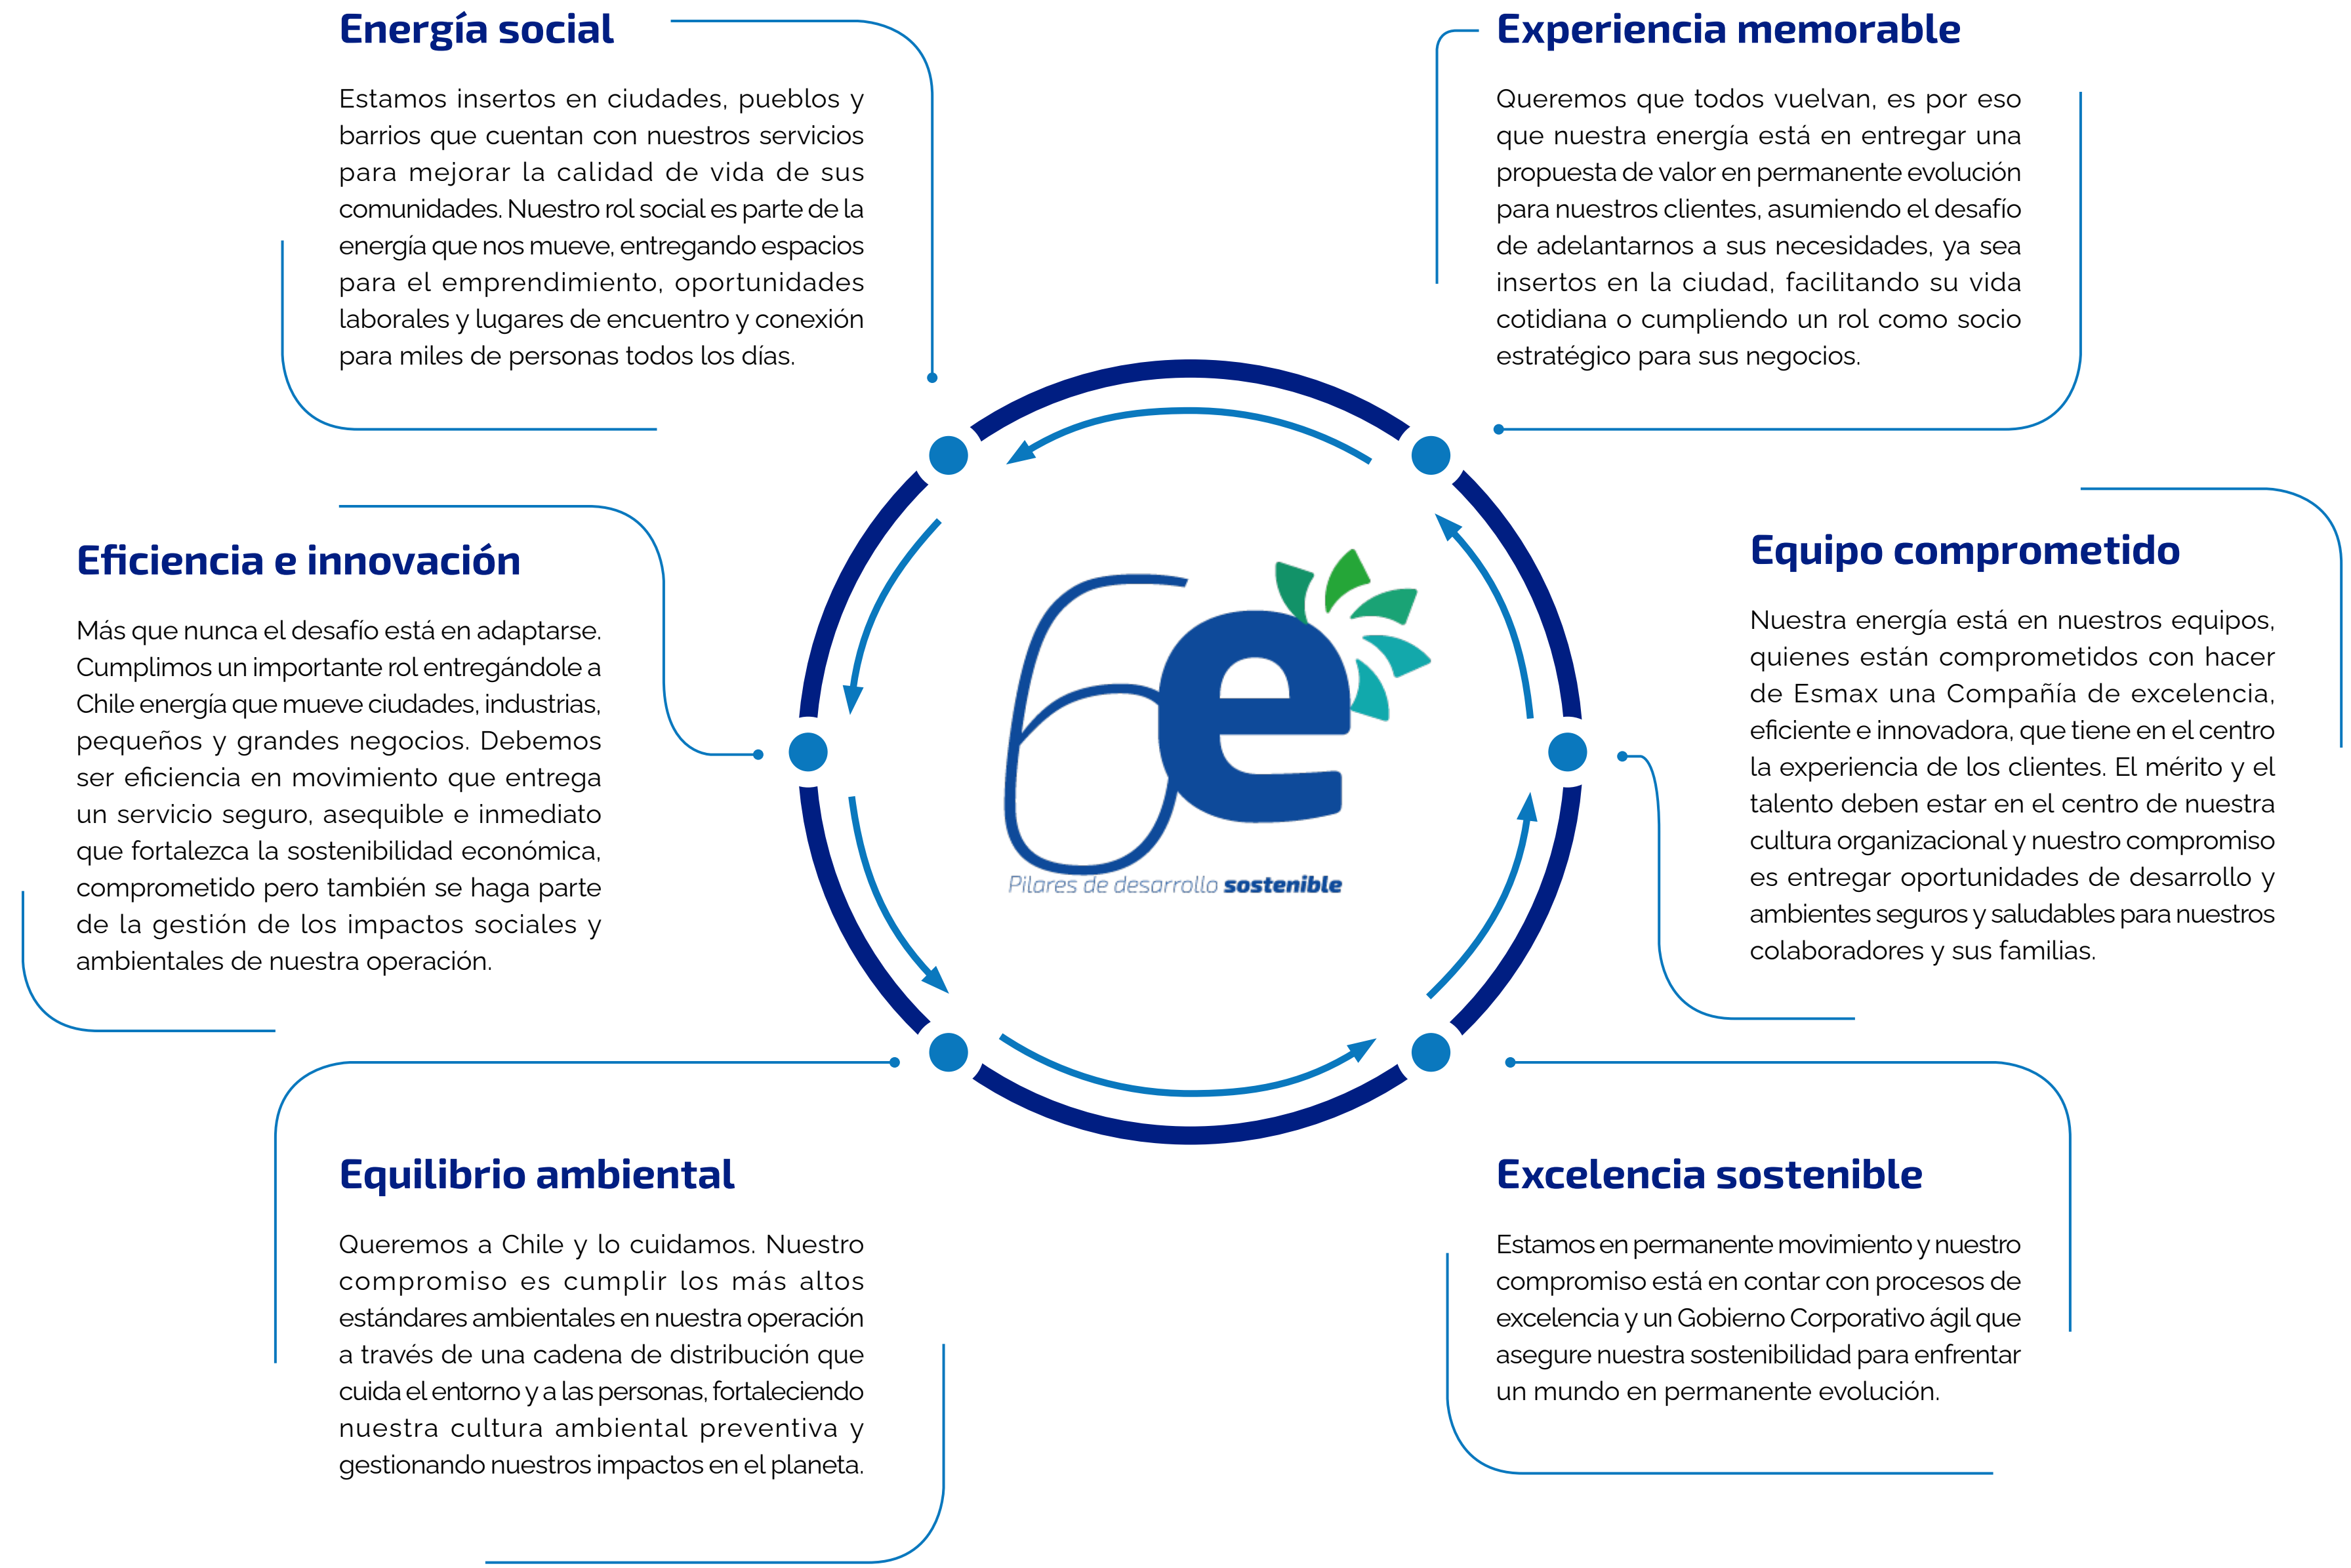 Energía social
Estamos insertos en ciudades, pueblos y
barrios que cuentan con nuestros servicios
para mejorar la calidad de vida de sus
comunidades. Nuestro rol social es parte de la
energía que nos mueve, entregando espacios
para el emprendimiento, oportunidades
laborales y lugares de encuentro y conexión
para miles de personas todos los días.
Experiencia memorable
Queremos que todos vuelvan, es por eso
que nuestra energía está en entregar una
propuesta de valor en permanente evolución
para nuestros clientes, asumiendo el desafío
de adelantarnos a sus necesidades, ya sea
insertos en la ciudad, facilitando su vida
cotidiana o cumpliendo un rol como socio
estratégico para sus negocios.
Eficiencia e innovación
Más que nunca el desafío está en adaptarse.
Cumplimos un importante rol entregándole a
Chile energía que mueve ciudades, industrias,
pequeños y grandes negocios. Debemos
ser eficiencia en movimiento que entrega
un servicio seguro, asequible e inmediato
que fortalezca la sostenibilidad económica,
comprometido pero también se haga parte
de la gestión de los impactos sociales y
ambientales de nuestra operación.
6e
Pilares de desarrollo sostenible
Equipo comprometido
Nuestra energía está en nuestros equipos,
quienes están comprometidos con hacer
de Esmax una Compañía de excelencia,
eficiente e innovadora, que tiene en el centro
la experiencia de los clientes. El mérito y el
talento deben estar en el centro de nuestra
cultura organizacional y nuestro compromiso
es entregar oportunidades de desarrollo y
ambientes seguros y saludables para nuestros
colaboradores y sus familias.
Equilibrio ambiental
Queremos a Chile y lo cuidamos. Nuestro
compromiso es cumplir los más altos
estándares ambientales en nuestra operación
a través de una cadena de distribución que
cuida el entorno y a las personas, fortaleciendo
nuestra cultura ambiental preventiva y
gestionando nuestros impactos en el planeta.
Excelencia sostenible
Estamos en permanente movimiento y nuestro
compromiso está en contar con procesos de
excelencia y un Gobierno Corporativo ágil que
asegure nuestra sostenibilidad para enfrentar
un mundo en permanente evolución.